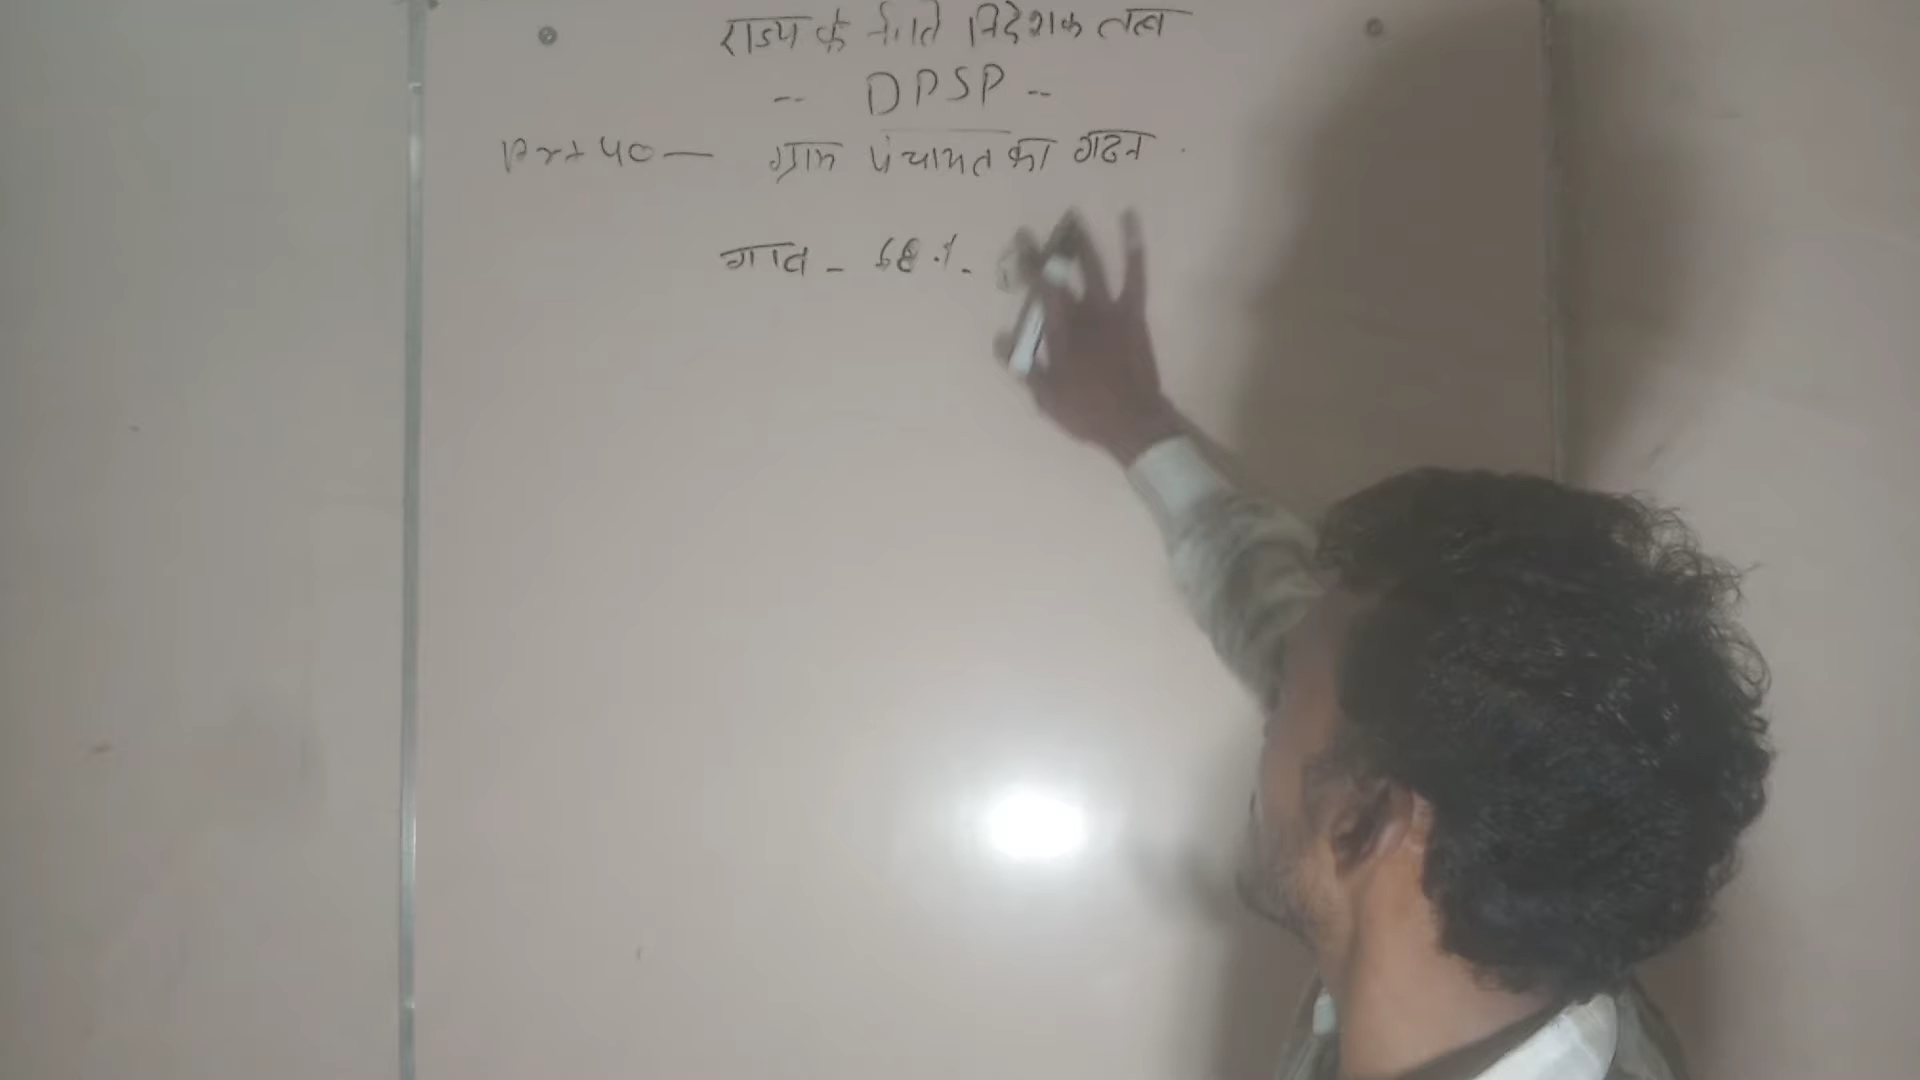 राज्य के नीति निदेशक तत्व
-- DPSP --
Art 40 — ग्राम पंचायत का गठन .
गाव - 68 %.